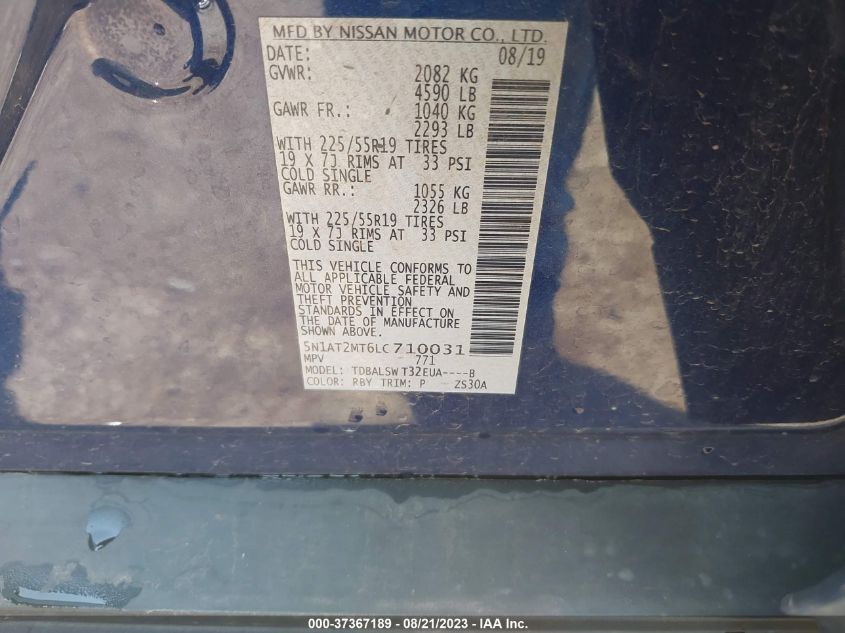 MFD BY NISSAN MOTOR CO., LTD.
DATE: 08/19
GVWR: 2082 KG
4590 LB
GAWR FR.: 1040 KG
2293 LB
WITH 225/55R19 TIRES
19 X 7J RIMS AT 33 PSI
COLD SINGLE
GAWR RR.: 1055 KG
2326 LB
WITH 225/55R19 TIRES
19 X 7J RIMS AT 33 PSI
COLD SINGLE
THIS VEHICLE CONFORMS TO
ALL APPLICABLE FEDERAL
MOTOR VEHICLE SAFETY AND
THEFT PREVENTION
STANDARDS IN EFFECT ON
THE DATE OF MANUFACTURE
SHOWN ABOVE.
5N1AT2MT6LC710031
MPV 771
MODEL: TDBALSW T32EUA----B
COLOR: RBY TRIM: P ZS30A
000-37367189 - 08/21/2023 - IAA Inc.